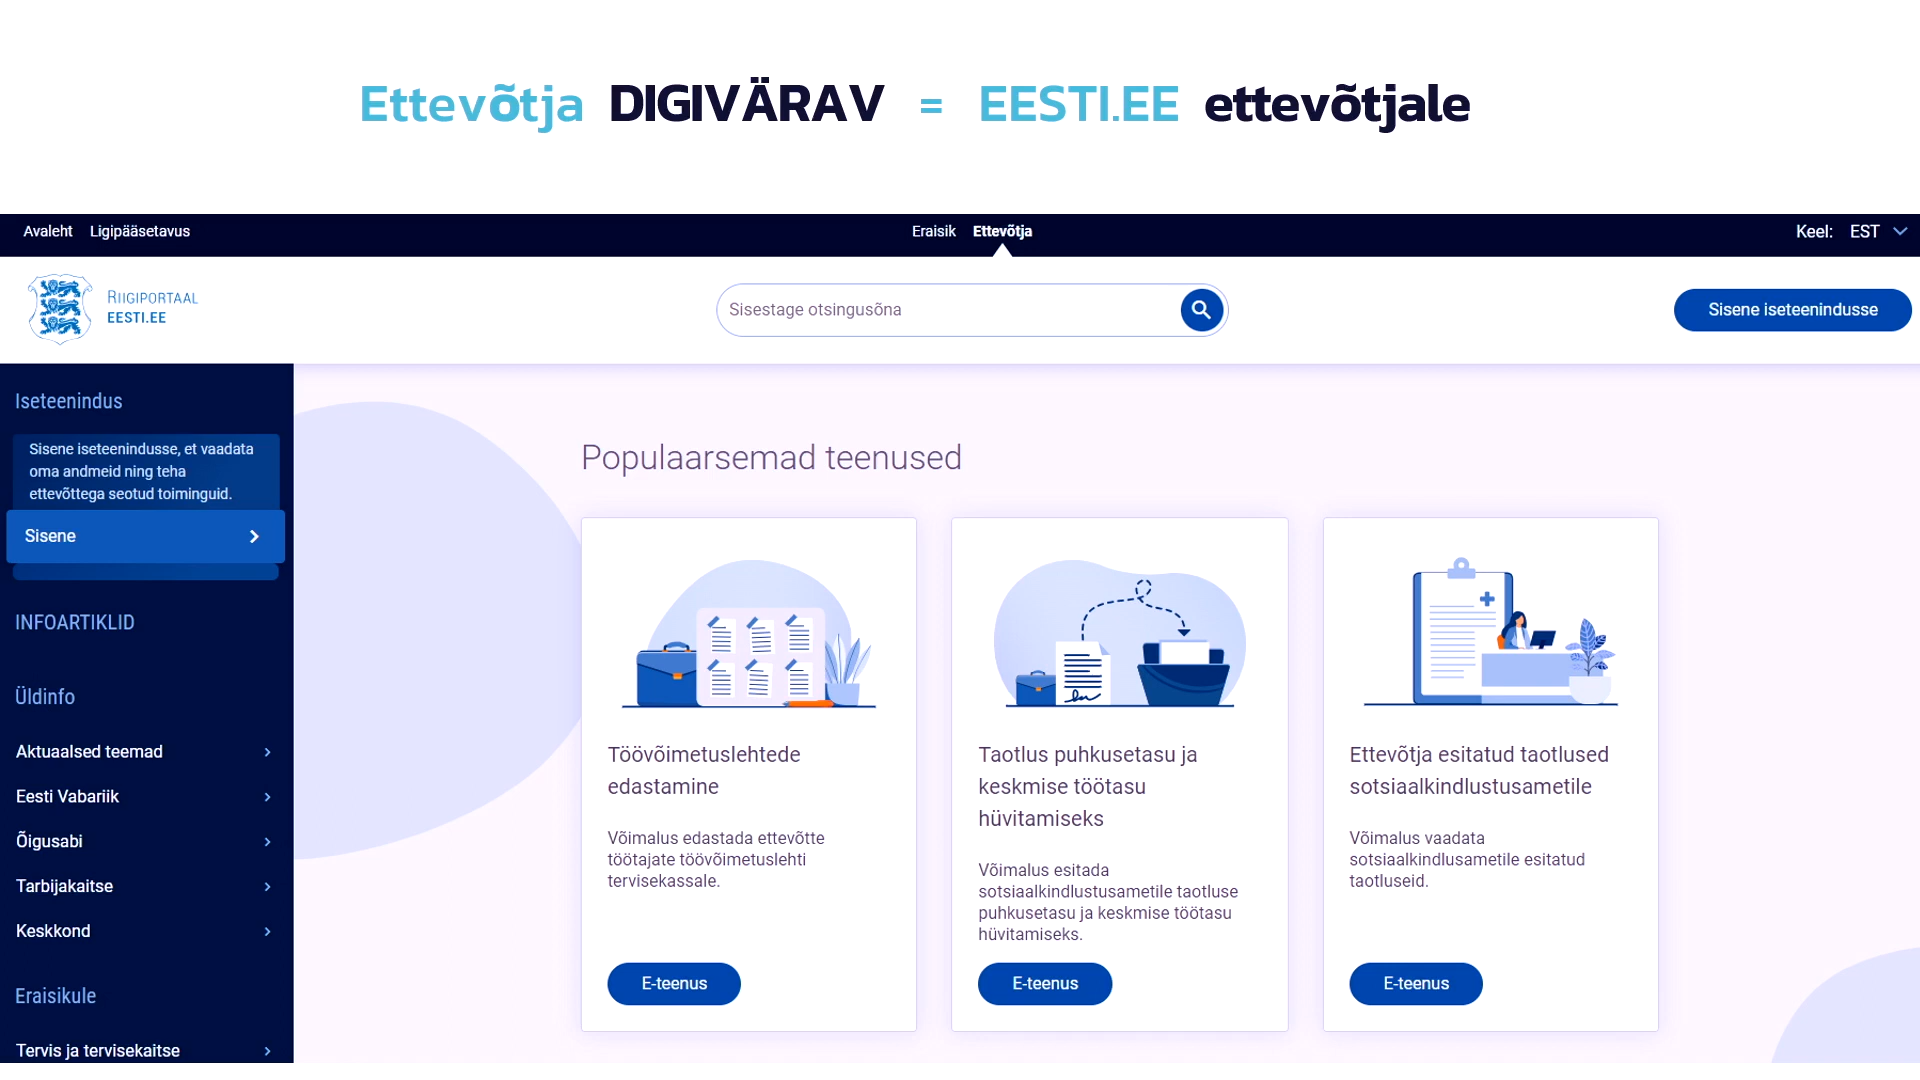 Ettevõtja DIGIVÄRAV = EESTI.EE ettevõtjale
Avaleht Ligipääsetavus
Eraisik Ettevõtja
Keel: EST
RIIGIPORTAAL
EESTI.EE
Sisestage otsingusõna
Sisene iseteenindusse
Iseteenindus
Sisene iseteenindusse, et vaadata
oma andmeid ning teha
ettevõttega seotud toiminguid.
Sisene
INFOARTIKLID
Üldinfo
Aktuaalsed teemad
Eesti Vabariik
Õigusabi
Tarbijakaitse
Keskkond
Eraisikule
Tervis ja tervisekaitse
Populaarsemad teenused
Töövõimetuslehtede
edastamine
Võimalus edastada ettevõtte
töötajate töövõimetuslehti
tervisekassale.
E-teenus
Taotlus puhkusetasu ja
keskmise töötasu
hüvitamiseks
Võimalus esitada
sotsiaalkindlustusametile taotluse
puhkusetasu ja keskmise töötasu
hüvitamiseks.
E-teenus
Ettevõtja esitatud taotlused
sotsiaalkindlustusametile
Võimalus vaadata
sotsiaalkindlusametile esitatud
taotluseid.
E-teenus